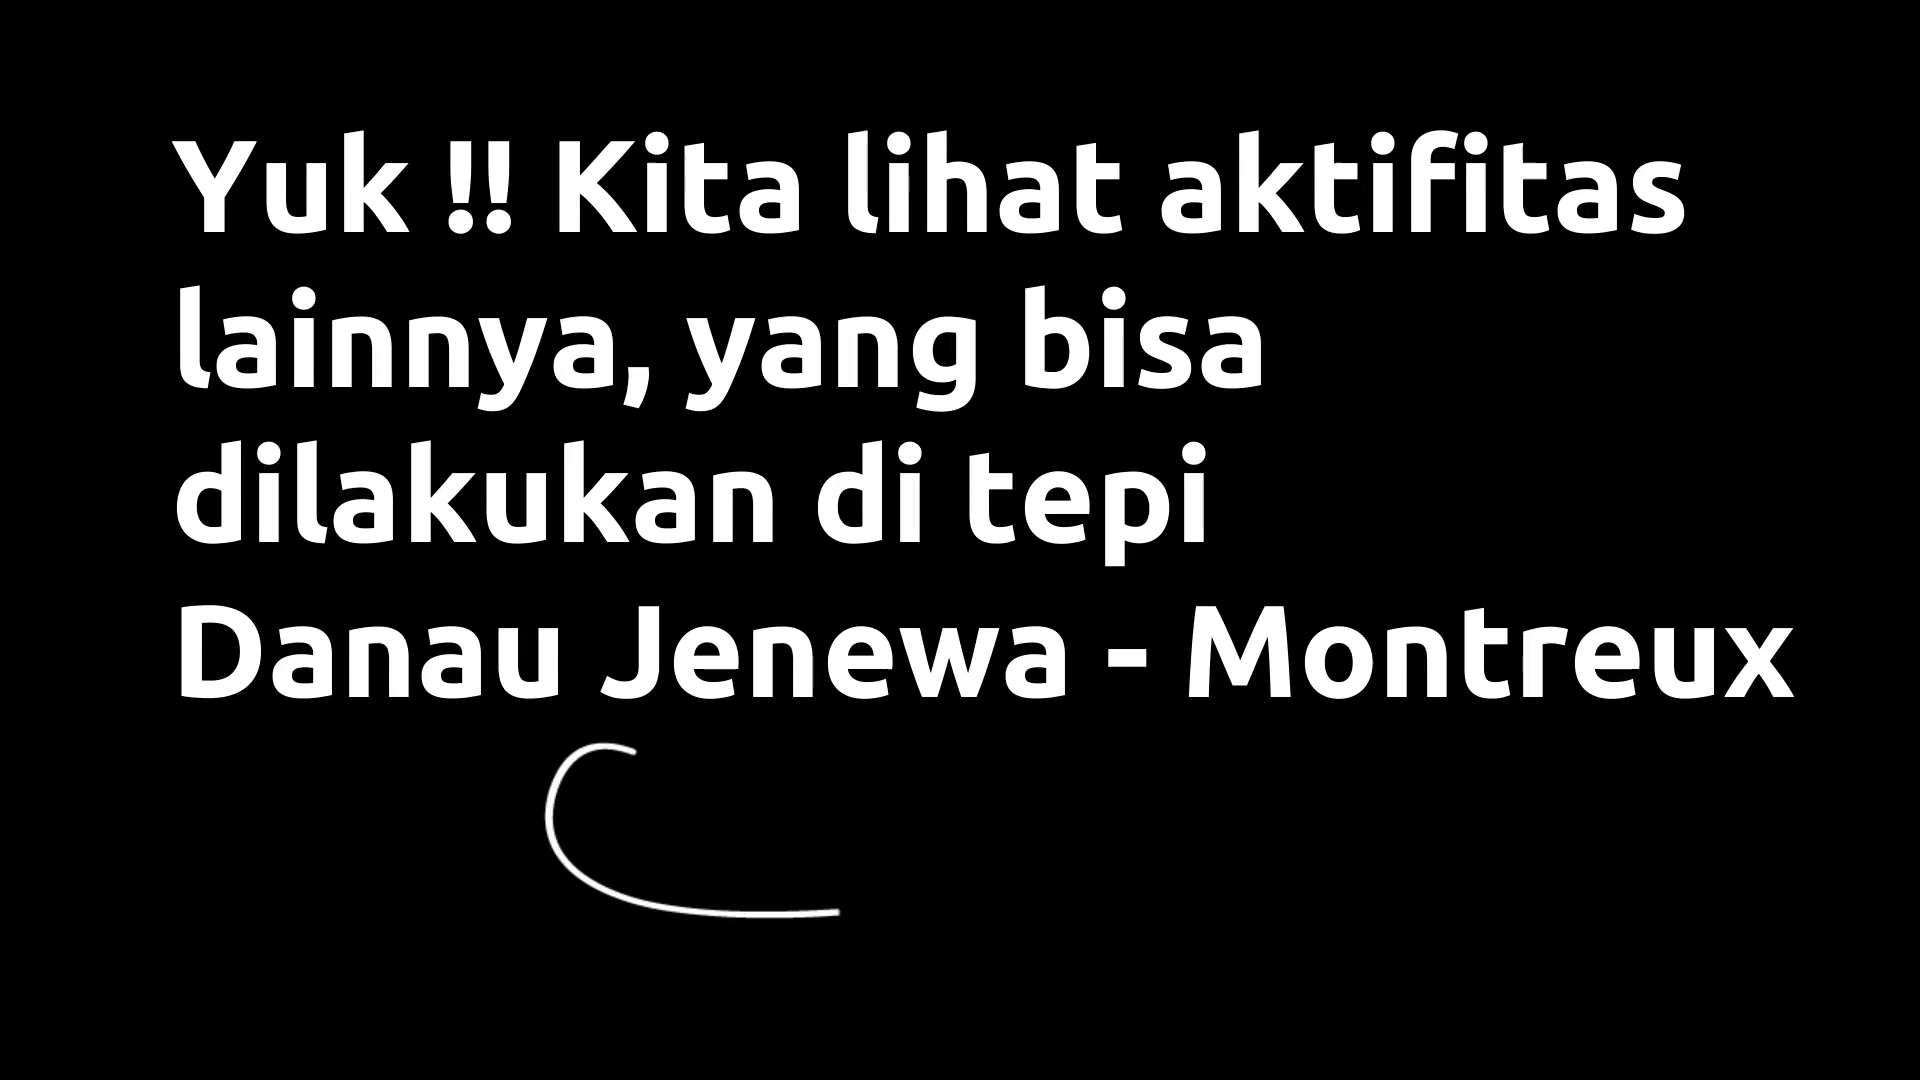 Yuk !! Kita lihat aktifitas
lainnya, yang bisa
dilakukan di tepi
Danau Jenewa - Montreux